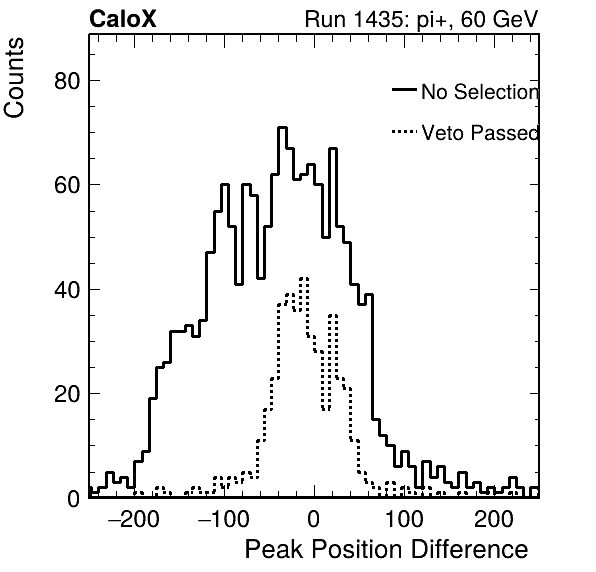 CaloX Run 1435: pi+, 60 GeV
Counts
80
60
40
20
0
No Selection
Veto Passed
−200 −100 0 100 200
Peak Position Difference